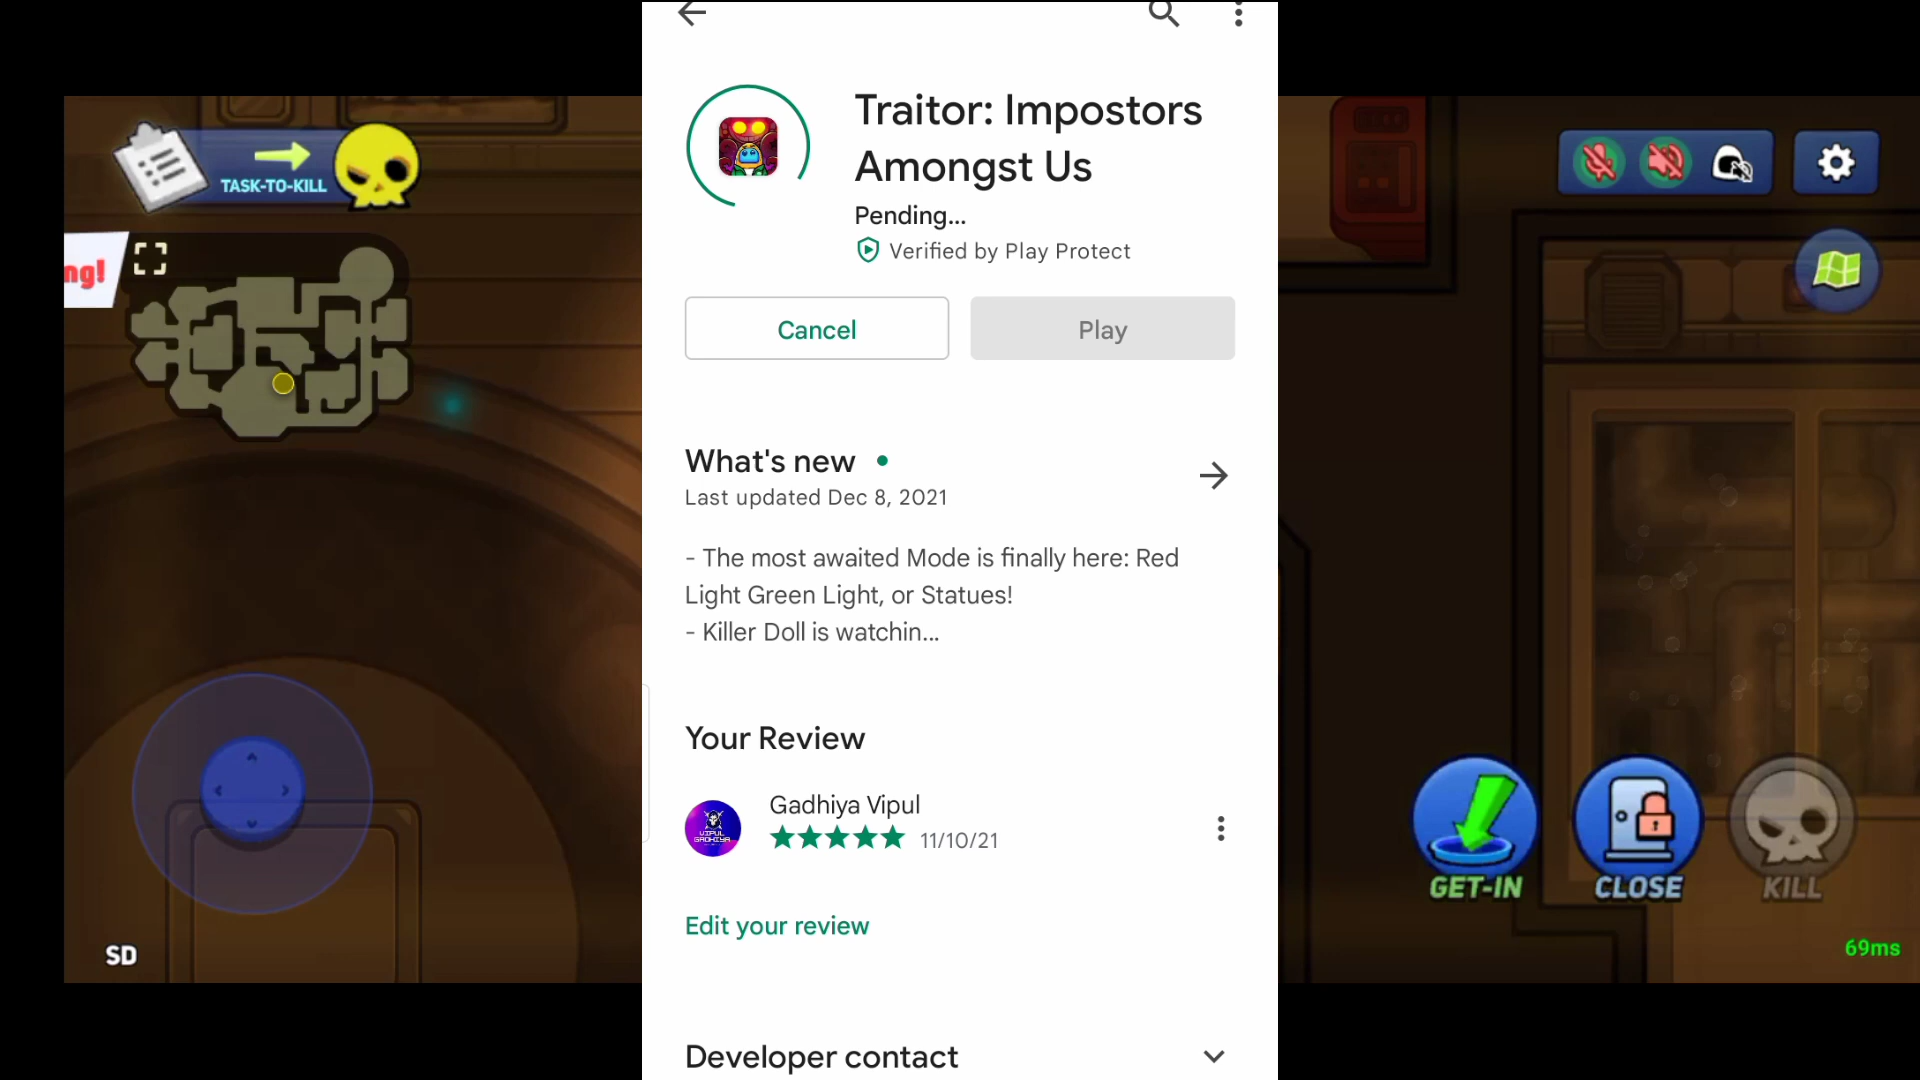 Traitor: Impostors
Amongst Us
Pending...
Verified by Play Protect
Cancel
Play
What's new
Last updated Dec 8, 2021
- The most awaited Mode is finally here: Red
Light Green Light, or Statues!
- Killer Doll is watchin...
Your Review
Gadhiya Vipul
11/10/21
Edit your review
Developer contact
TASK-TO-KILL
ng!
SD
GET-IN
CLOSE
KILL
69ms
VIPUL
GADHIYA